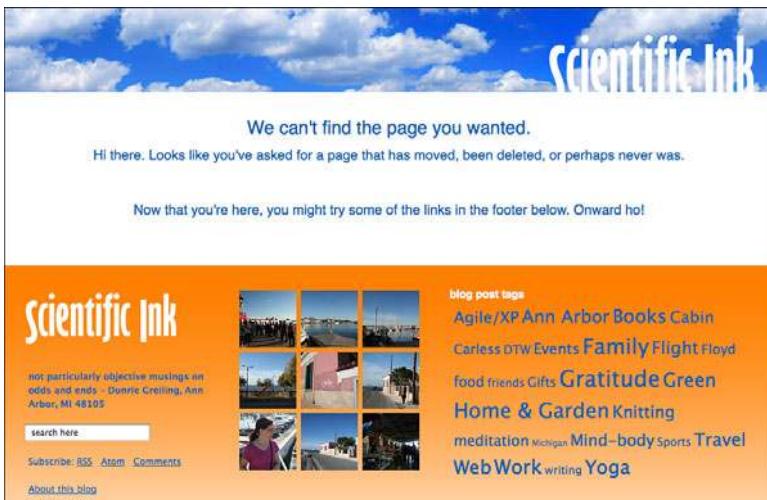 Scientific Ink
We can't find the page you wanted.
Hi there. Looks like you've asked for a page that has moved, been deleted, or perhaps never was.
Now that you're here, you might try some of the links in the footer below. Onward ho!
Scientific Ink
not particularly objective musings on
odds and ends - Dunrie Greiling, Ann
Arbor, MI 48105
search here
Subscribe: RSS Atom Comments
About this blog
blog post tags
Agile/XP Ann Arbor Books Cabin
Carless DTW Events Family Flight Floyd
food friends Gifts Gratitude Green
Home & Garden Knitting
meditation Michigan Mind-body Sports Travel
Web Work writing Yoga